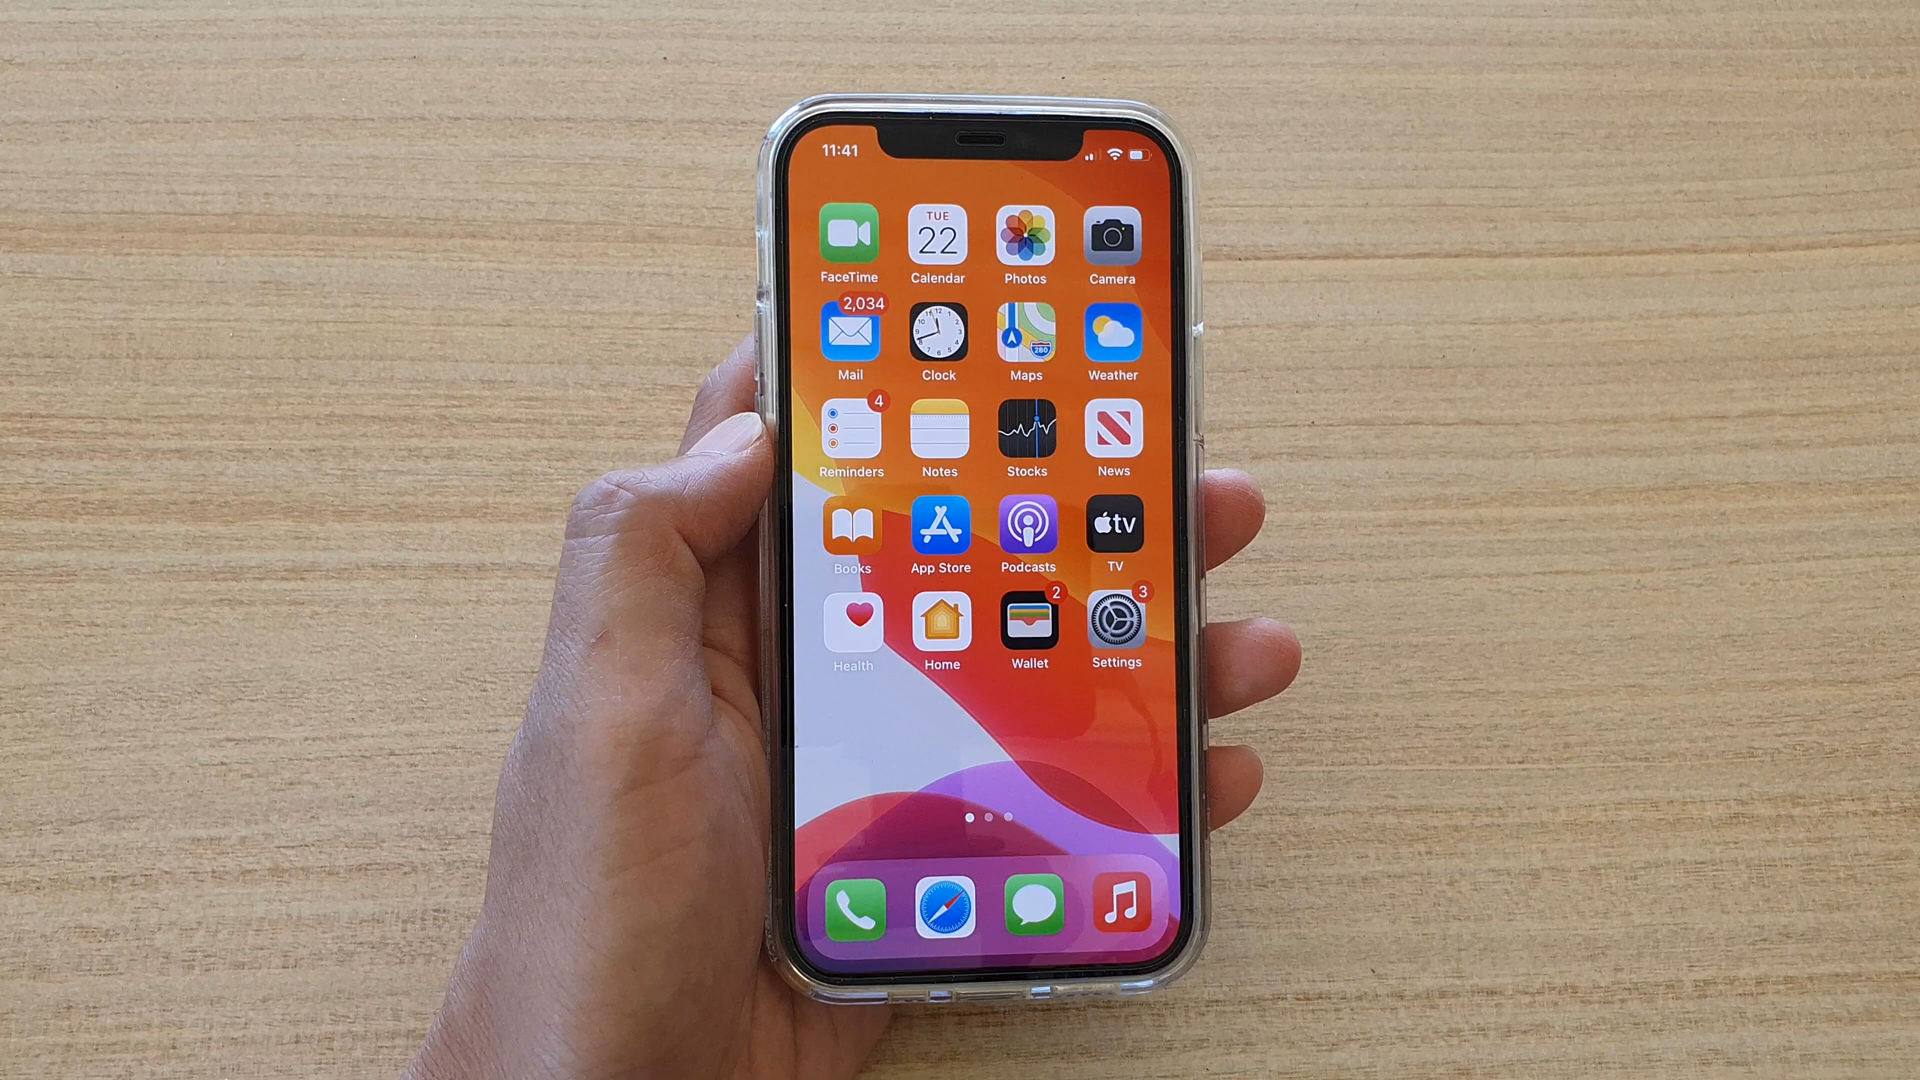 11:41
TUE
22
FaceTime Calendar Photos Camera
2,034
280
Mail Clock Maps Weather
4
Reminders Notes Stocks News
tv
Books App Store Podcasts TV
2 3
Health Home Wallet Settings